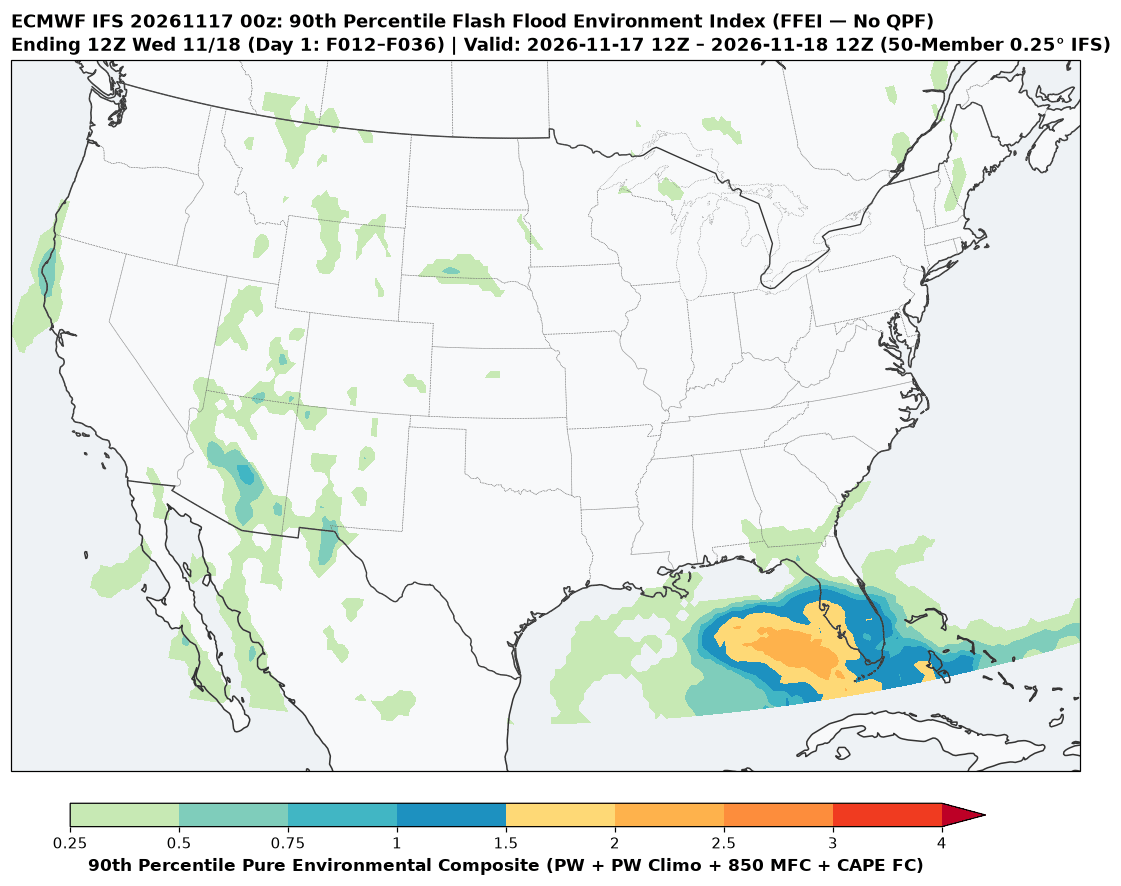 ECMWF IFS 20261117 00z: 90th Percentile Flash Flood Environment Index (FFEI — No QPF)
Ending 12Z Wed 11/18 (Day 1: F012–F036) | Valid: 2026-11-17 12Z – 2026-11-18 12Z (50-Member 0.25° IFS)
0.25 0.5 0.75 1 1.5 2 2.5 3 4
90th Percentile Pure Environmental Composite (PW + PW Climo + 850 MFC + CAPE FC)